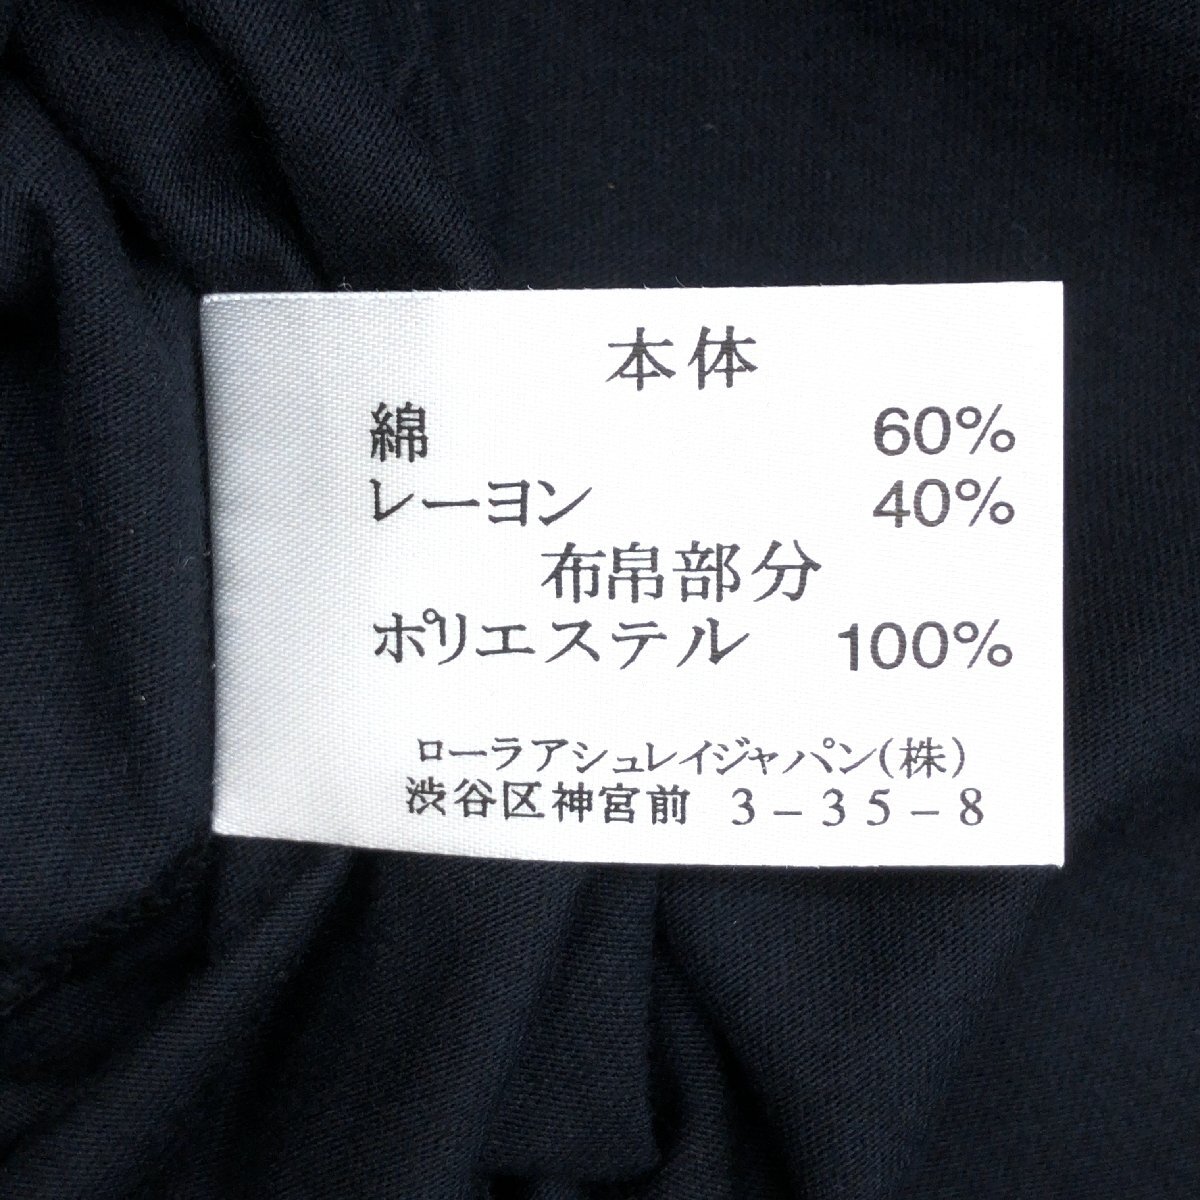 本体
綿 60%
レーヨン 40%
布帛部分
ポリエステル 100%
ローラアシュレイジャパン(株)
渋谷区神宮前 3-35-8